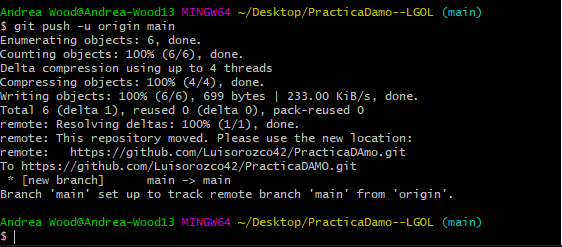 Andrea Wood@Andrea-Wood13 MINGW64 ~/Desktop/PracticaDamo--LGOL (main)
$ git push -u origin main
Enumerating objects: 6, done.
Counting objects: 100% (6/6), done.
Delta compression using up to 4 threads
Compressing objects: 100% (4/4), done.
Writing objects: 100% (6/6), 699 bytes | 233.00 KiB/s, done.
Total 6 (delta 1), reused 0 (delta 0), pack-reused 0
remote: Resolving deltas: 100% (1/1), done.
remote: This repository moved. Please use the new location:
remote:   https://github.com/Luisorozco42/PracticaDAmo.git
To https://github.com/Luisorozco42/PracticaDAMO.git
 * [new branch]      main -> main
Branch 'main' set up to track remote branch 'main' from 'origin'.
Andrea Wood@Andrea-Wood13 MINGW64 ~/Desktop/PracticaDamo--LGOL (main)
$